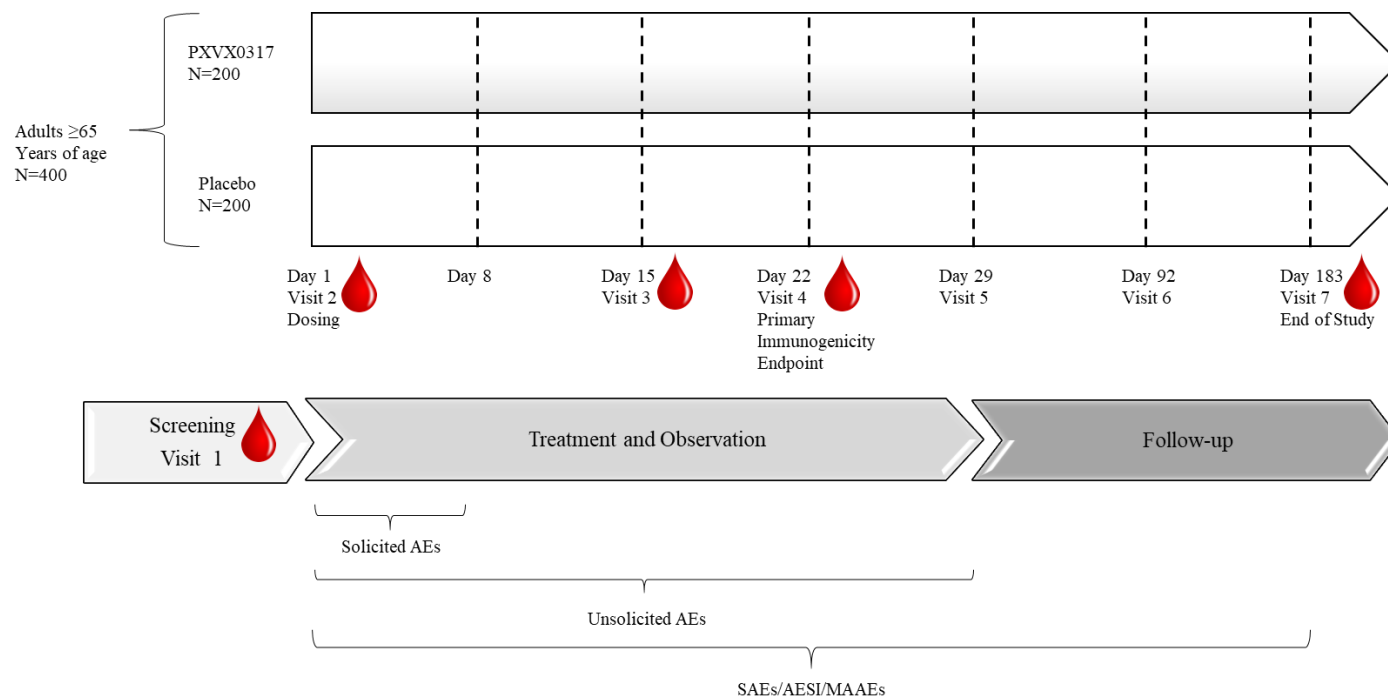 PXVX0317
N=200
Adults ≥65
Years of age
N=400
Placebo
N=200
Day 1
Visit 2
Dosing
Day 8
Day 15
Visit 3
Day 22
Visit 4
Primary
Immunogenicity
Endpoint
Day 29
Visit 5
Day 92
Visit 6
Day 183
Visit 7
End of Study
Screening
Visit 1
Treatment and Observation
Follow-up
Solicited AEs
Unsolicited AEs
SAEs/AESI/MAAEs